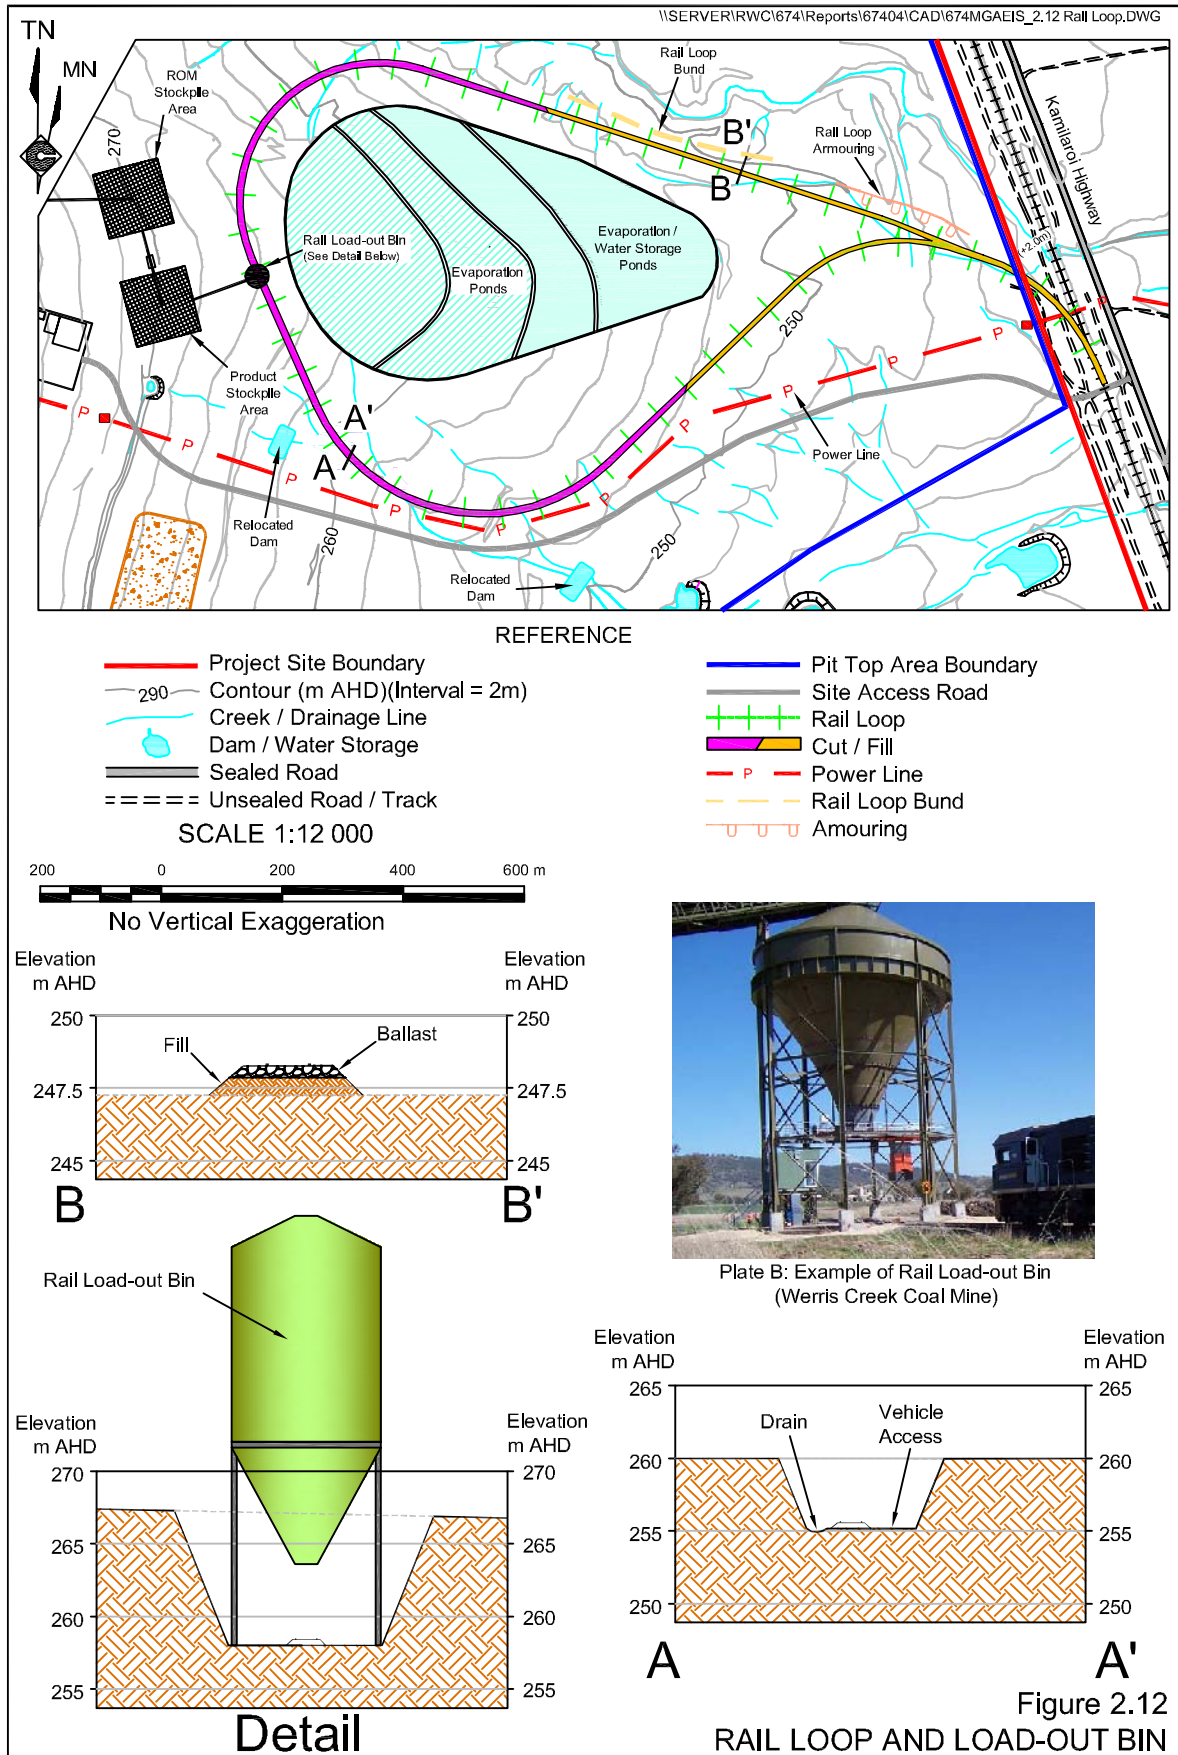 \\SERVER\RWC\674\Reports\67404\CAD\674MGAEIS_2.12 Rail Loop.DWG
TN
MN
ROM
Stockpile
Area
270
Rail Loop
Bund
B'
B
Rail Loop
Armouring
Kamilaroi Highway
(+2.0m)
Rail Load-out Bin
(See Detail Below)
Evaporation
Ponds
Evaporation /
Water Storage
Ponds
250
Product
Stockpile
Area
A'
A
P
P
P
P
P
P
P
P
P
P
Power Line
Relocated
Dam
260
250
Relocated
Dam
REFERENCE
Project Site Boundary
290 Contour (m AHD)(Interval = 2m)
Creek / Drainage Line
Dam / Water Storage
Sealed Road
Unsealed Road / Track
Pit Top Area Boundary
Site Access Road
Rail Loop
Cut / Fill
P Power Line
Rail Loop Bund
Amouring
SCALE 1:12 000
200 0 200 400 600 m
No Vertical Exaggeration
Elevation
m AHD
Elevation
m AHD
250 250
Fill Ballast
247.5 247.5
245 245
B B'
Rail Load-out Bin
Elevation
m AHD
Elevation
m AHD
270 270
265 265
260 260
255 255
Detail
Plate B: Example of Rail Load-out Bin
(Werris Creek Coal Mine)
Elevation
m AHD
Elevation
m AHD
265 265
Drain
Vehicle
Access
260 260
255 255
250 250
A A'
Figure 2.12
RAIL LOOP AND LOAD-OUT BIN